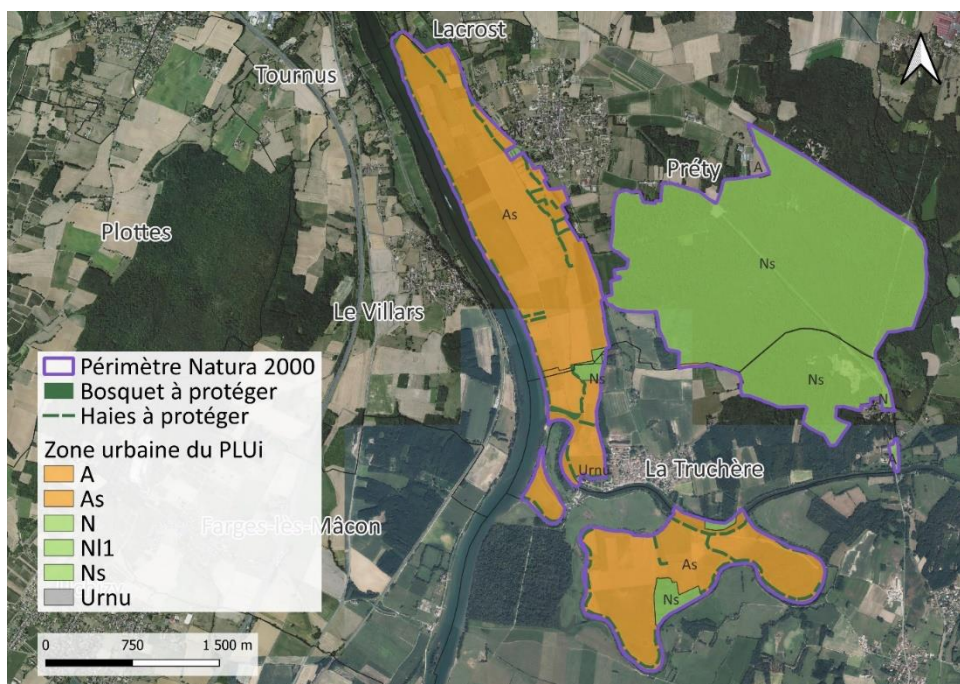 Lacrost
Tournus
Préty
A
As
Plottes
Ns
Le Villars
Ns
Ns
N
La Truchère
Urnu
A
Farges-lès-Mâcon
As
Ns
Périmètre Natura 2000
Bosquet à protéger
Haies à protéger
Zone urbaine du PLUi
A
As
N
Nl1
Ns
Urnu
0 750 1 500 m